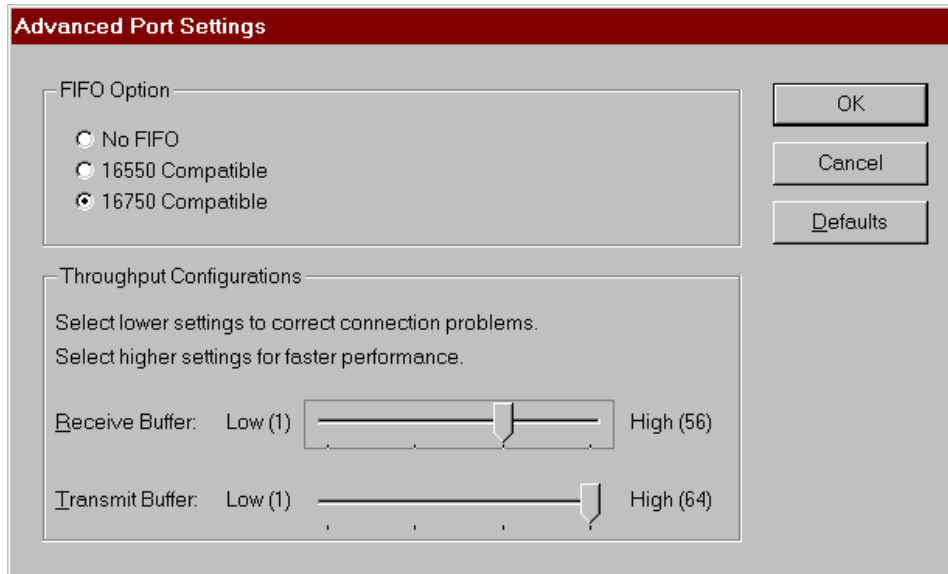 Advanced Port Settings
FIFO Option
No FIFO
16550 Compatible
16750 Compatible
OK
Cancel
Defaults
Throughput Configurations
Select lower settings to correct connection problems.
Select higher settings for faster performance.
Receive Buffer: Low (1) High (56)
Transmit Buffer: Low (1) High (64)